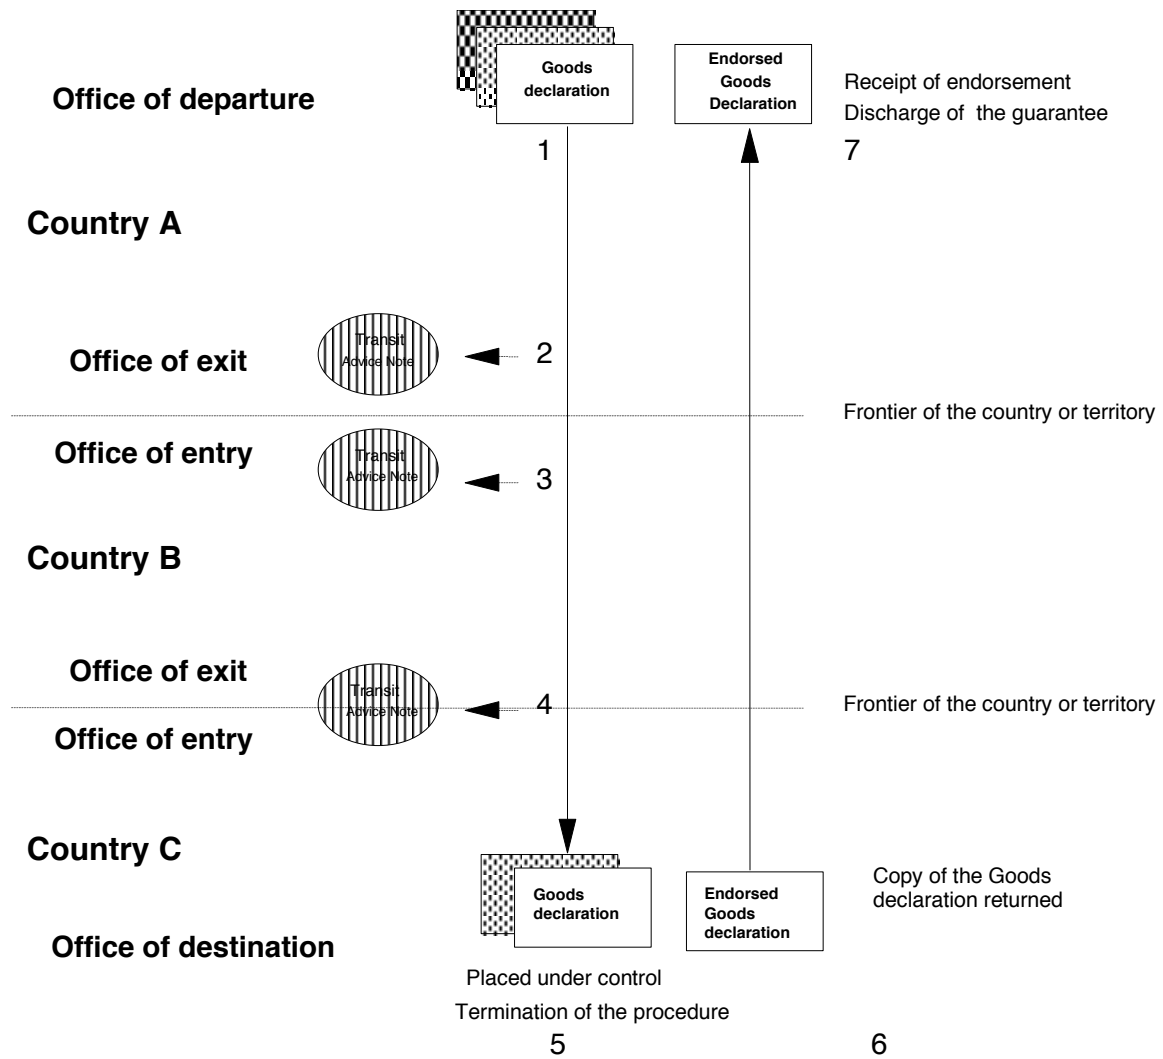 Office of departure
Goods
declaration
Endorsed
Goods
Declaration
Receipt of endorsement
Discharge of the guarantee
1
7
Country A
Office of exit
Transit
Advice Note
2
Frontier of the country or territory
Office of entry
Transit
Advice Note
3
Country B
Office of exit
Transit
Advice Note
4
Frontier of the country or territory
Office of entry
Country C
Goods
declaration
Endorsed
Goods
declaration
Copy of the Goods
declaration returned
Office of destination
Placed under control
Termination of the procedure
5
6